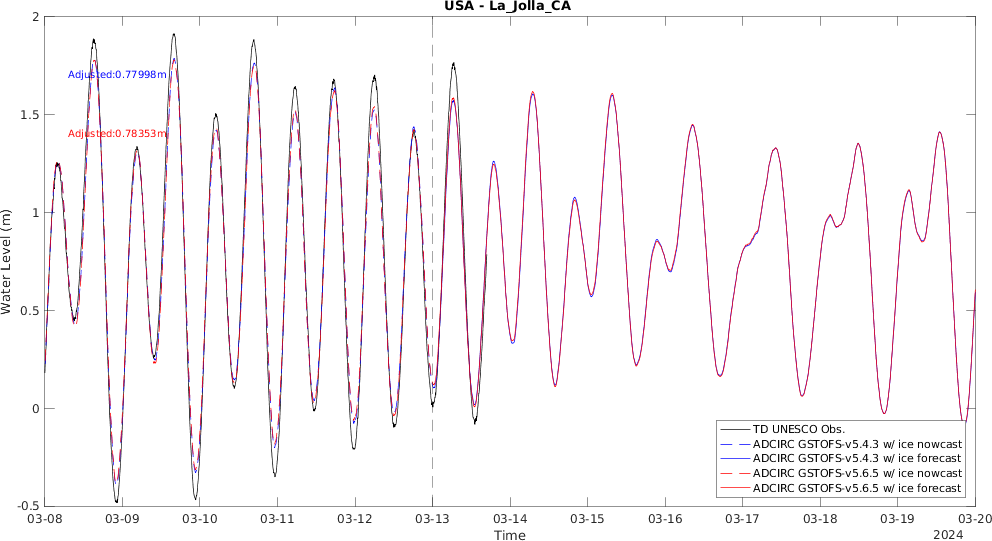 USA - La_Jolla_CA
2
1.5
1
0.5
0
-0.5
Water Level (m)
Adjusted:0.77998m
Adjusted:0.78353m
TD UNESCO Obs.
ADCIRC GSTOFS-v5.4.3 w/ ice nowcast
ADCIRC GSTOFS-v5.4.3 w/ ice forecast
ADCIRC GSTOFS-v5.6.5 w/ ice nowcast
ADCIRC GSTOFS-v5.6.5 w/ ice forecast
03-08 03-09 03-10 03-11 03-12 03-13 03-14 03-15 03-16 03-17 03-18 03-19 03-20
Time
2024